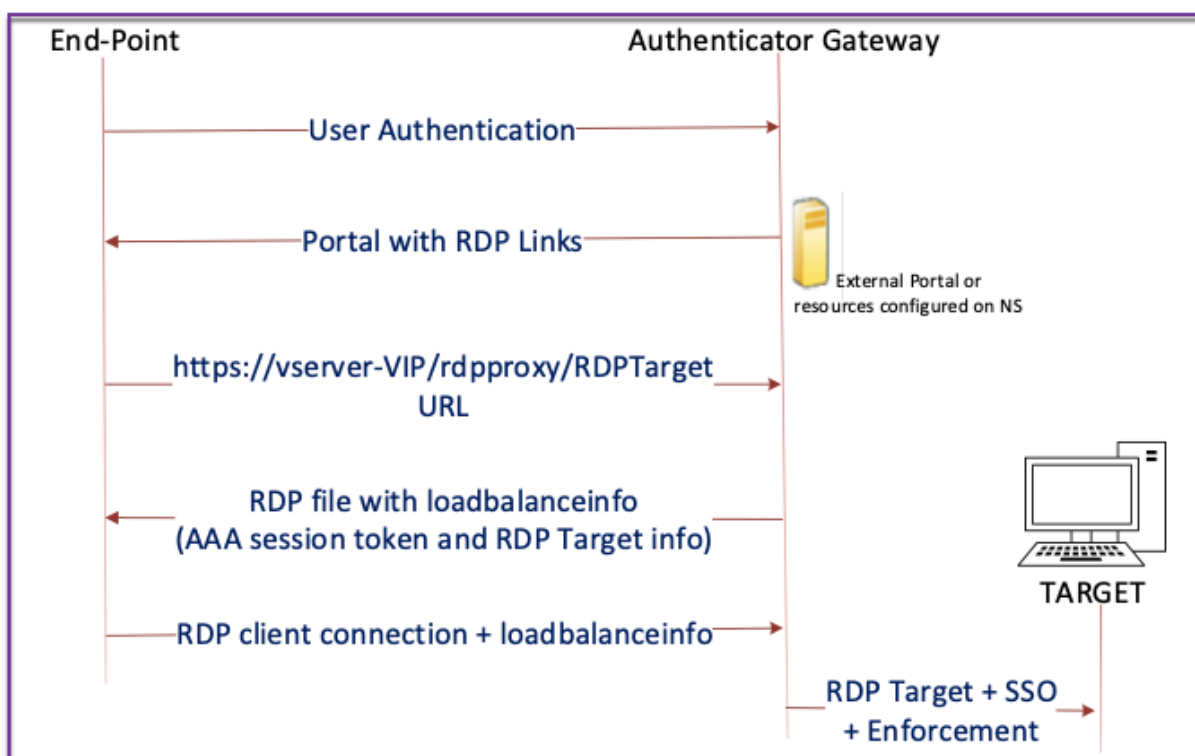 End-Point
Authenticator Gateway
User Authentication
Portal with RDP Links
External Portal or
resources configured on NS
https://vserver-VIP/rdpproxy/RDPTarget
URL
RDP file with loadbalanceinfo
(AAA session token and RDP Target info)
TARGET
RDP client connection + loadbalanceinfo
RDP Target + SSO
+ Enforcement